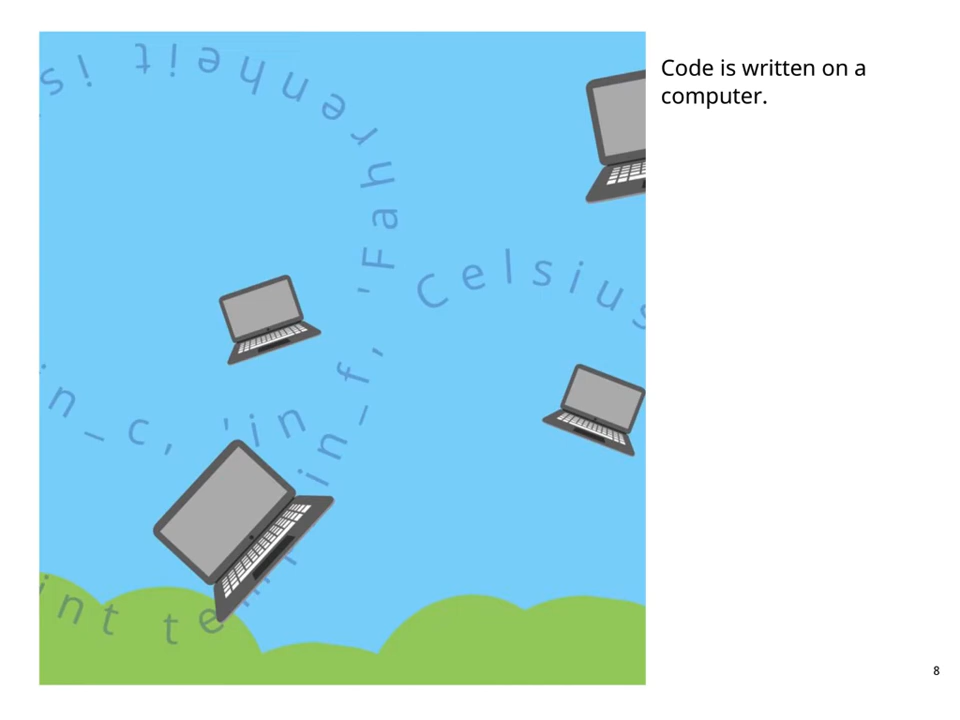 Code is written on a
computer.
int te
in_f, 'Fahrenheit is
n_c, 'in
Celsius
8